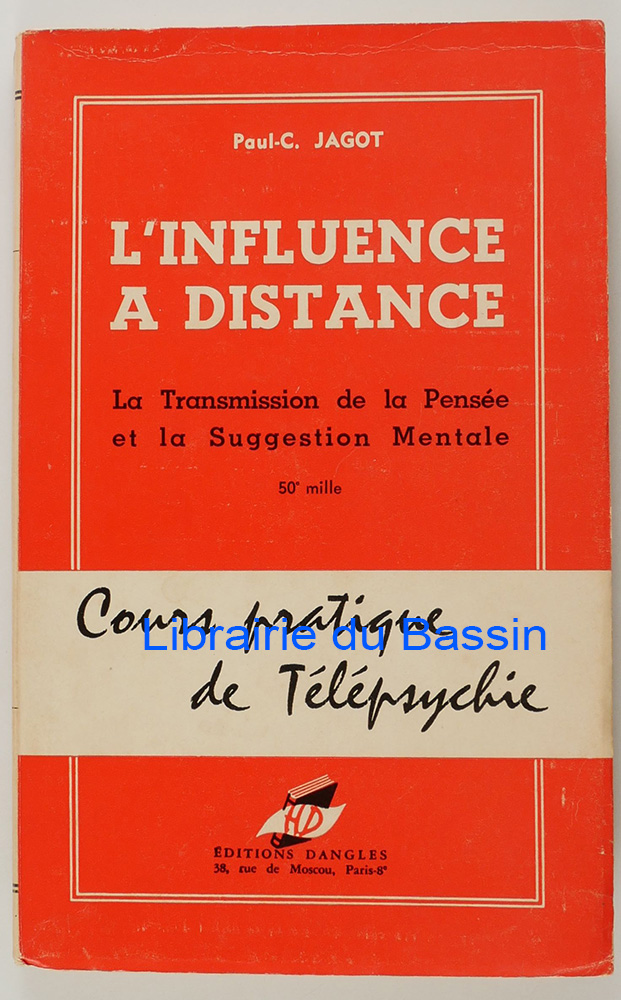 Paul-C. JAGOT
L'INFLUENCE
A DISTANCE
La Transmission de la Pensée
et la Suggestion Mentale
50e mille
Cours pratique
Librairie du Bassin
de Télépsychie
HD
ÉDITIONS DANGLES
38, rue de Moscou, Paris-8e